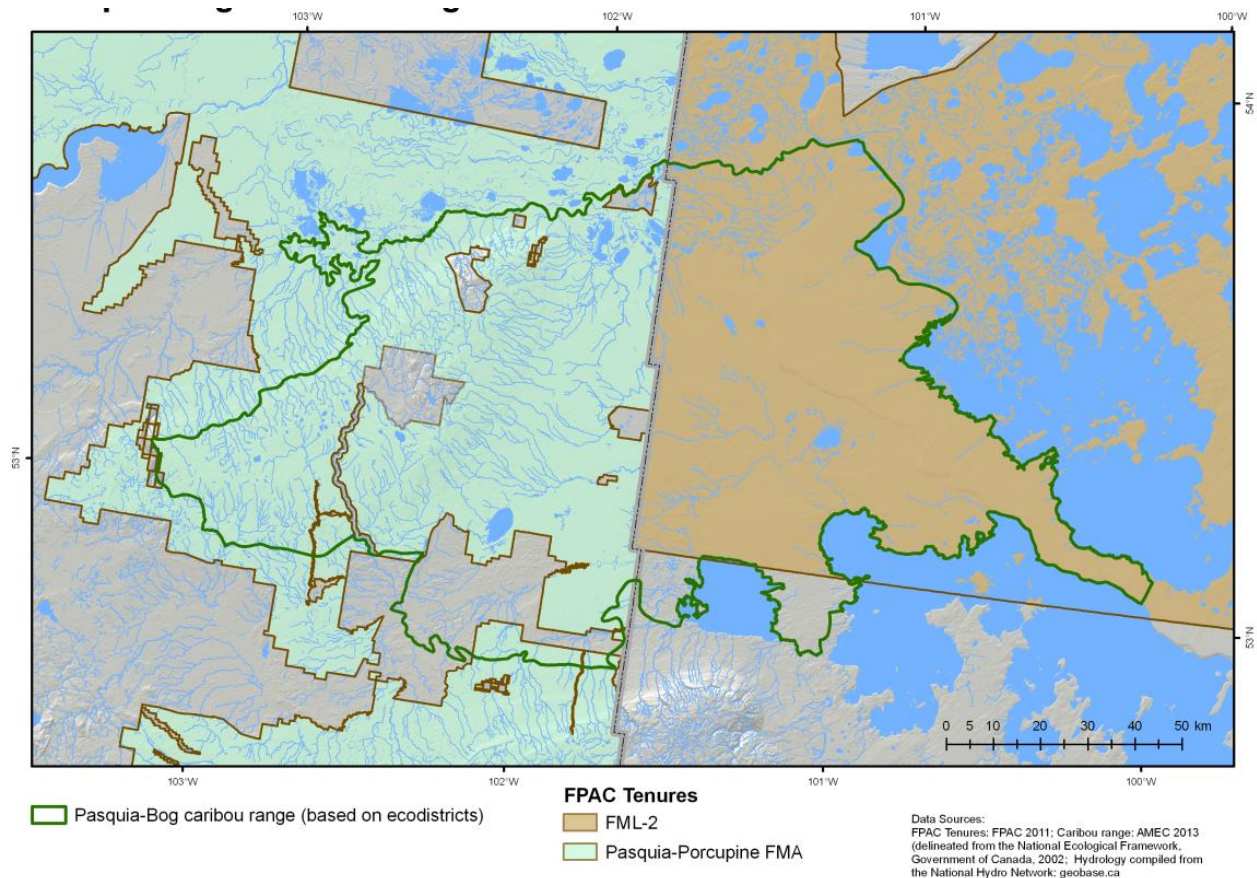 103°W 102°W 101°W 100°W
54°N
53°N
53°N
0 5 10 20 30 40 50 km
103°W 102°W 101°W 100°W
Pasquia-Bog caribou range (based on ecodistricts)
FPAC Tenures
FML-2
Pasquia-Porcupine FMA
Data Sources:
FPAC Tenures: FPAC 2011; Caribou range: AMEC 2013
(delineated from the National Ecological Framework,
Government of Canada, 2002; Hydrology compiled from
the National Hydro Network: geobase.ca